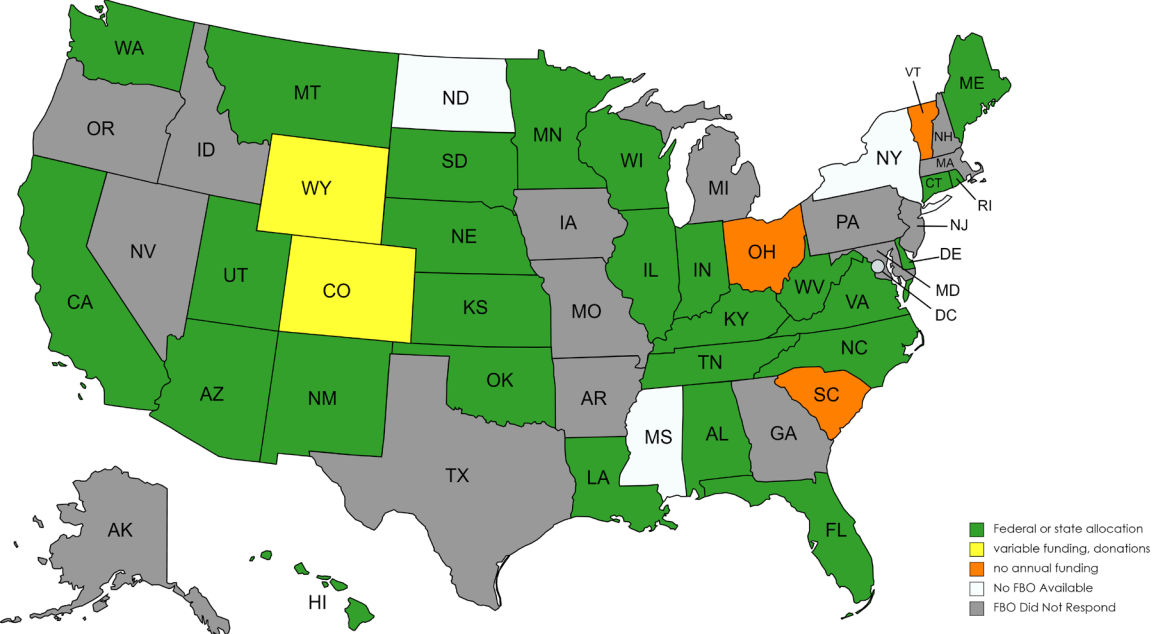 WA
MT
ND
MN
VT
ME
OR
ID
SD
WI
NY
NH
MA
WY
MI
CT
RI
NE
IA
PA
NJ
NV
UT
CO
IL
IN
OH
DE
CA
KS
MO
WV
VA
MD
DC
KY
AZ
NM
OK
TN
NC
AR
SC
MS
AL
GA
TX
LA
AK
FL
HI
Federal or state allocation
variable funding, donations
no annual funding
No FBO Available
FBO Did Not Respond